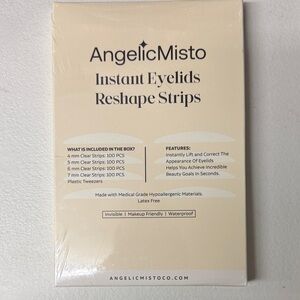 AngelicMisto
Instant Eyelids
Reshape Strips
WHAT IS INCLUDED IN THE BOX?
4 mm Clear Strips: 100 PCS
5 mm Clear Strips: 100 PCS
6 mm Clear Strips: 100 PCS
7 mm Clear Strips: 100 PCS
Plastic Tweezers
FEATURES:
Instantly Lift and Correct The
Appearance Of Eyelids
Helps You Achieve Incredible
Beauty Goals In Seconds.
Made with Medical Grade Hypoallergenic Materials.
Latex Free
Invisible | Makeup Friendly | Waterproof
ANGELICMISTOCO.COM